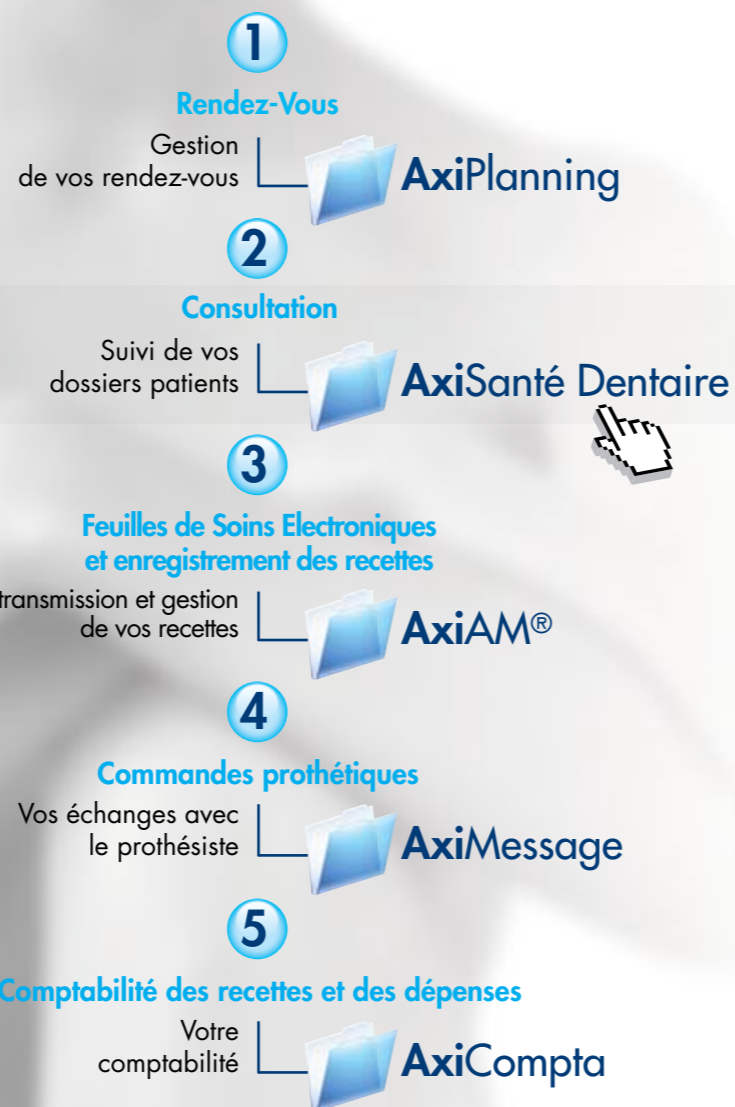 1
Rendez-Vous
Gestion
de vos rendez-vous
AxiPlanning
2
Consultation
Suivi de vos
dossiers patients
AxiSanté Dentaire
3
Feuilles de Soins Electroniques
et enregistrement des recettes
transmission et gestion
de vos recettes
AxiAM®
4
Commandes prothétiques
Vos échanges avec
le prothésiste
AxiMessage
5
Comptabilité des recettes et des dépenses
Votre
comptabilité
AxiCompta